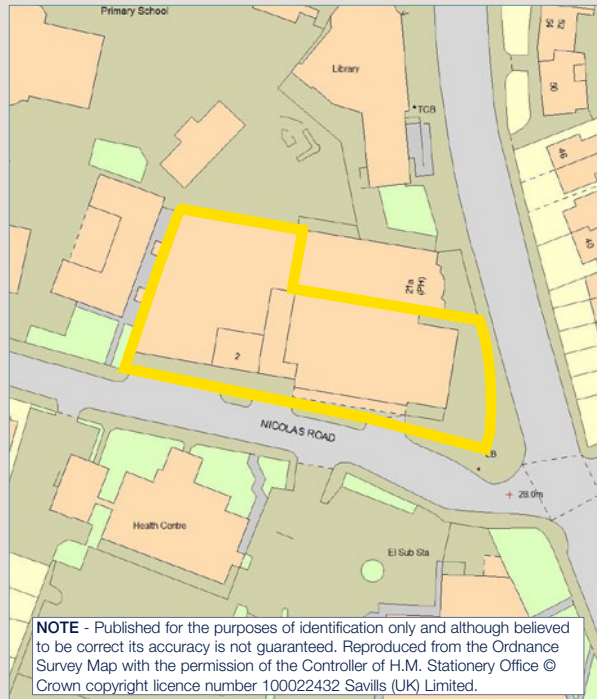 Primary School
Library
TCB
52
54
50
46
40
21a
(PH)
2
NICOLAS ROAD
LB
28.0m
Health Centre
El Sub Sta
NOTE - Published for the purposes of identification only and although believed
to be correct its accuracy is not guaranteed. Reproduced from the Ordnance
Survey Map with the permission of the Controller of H.M. Stationery Office ©
Crown copyright licence number 100022432 Savills (UK) Limited.